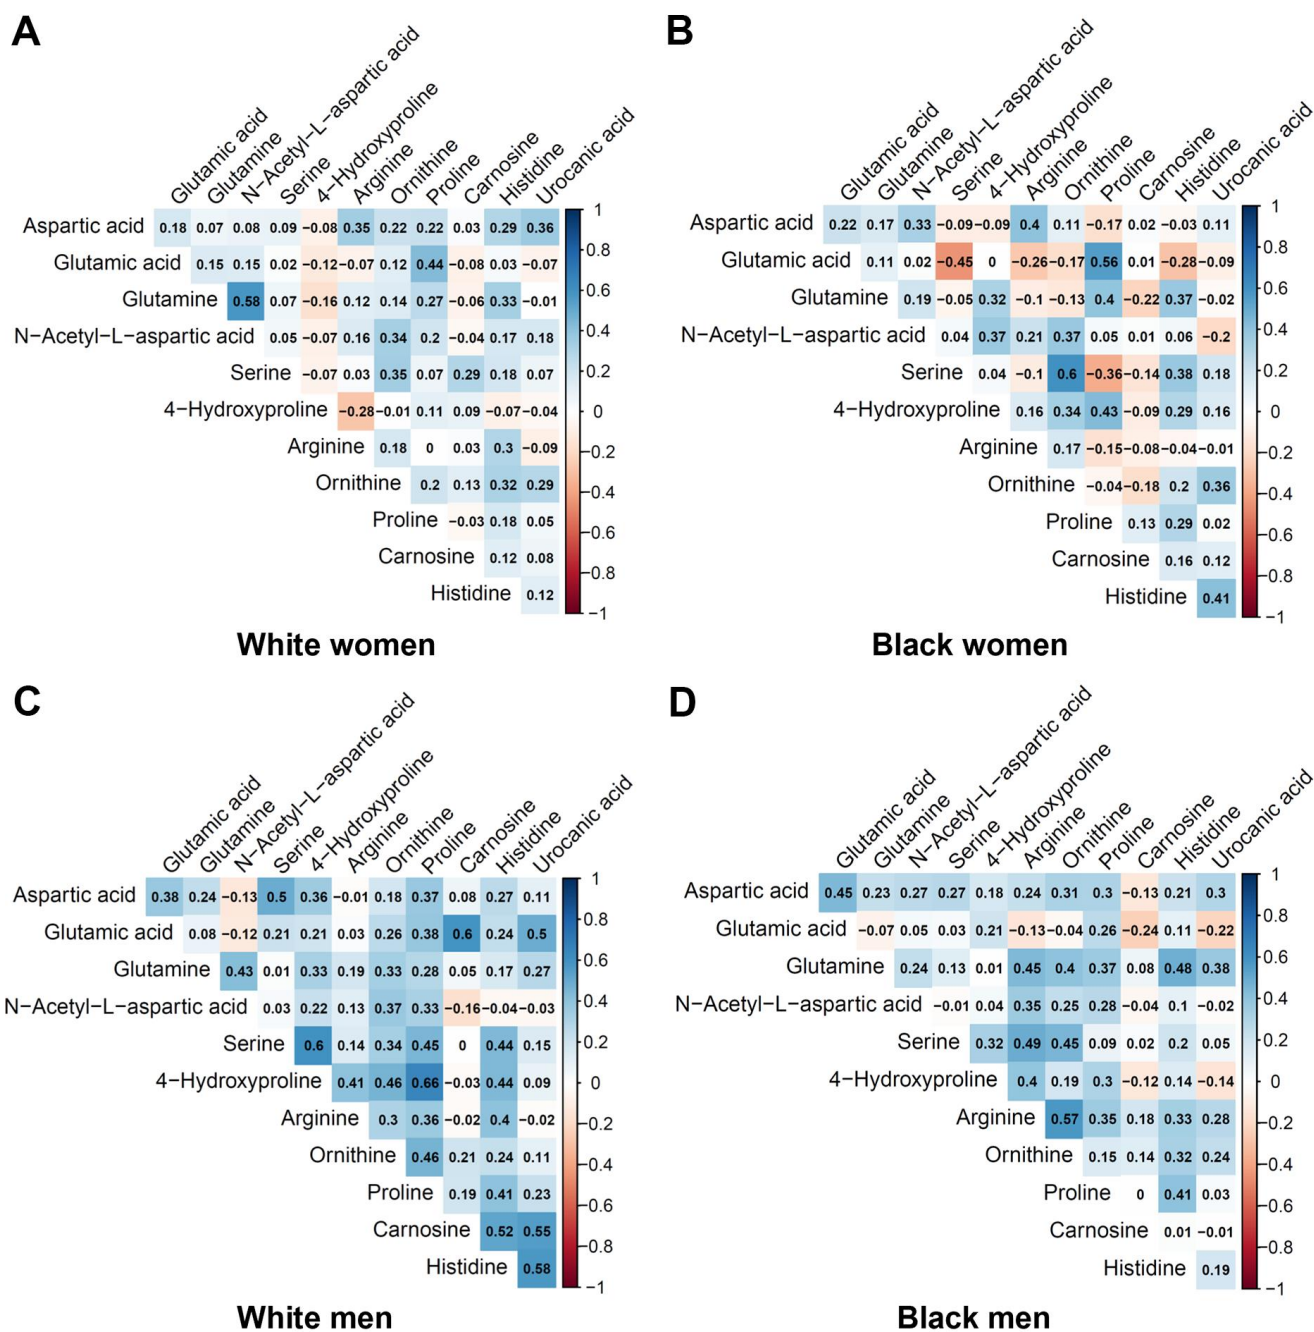 A
Glutamic acid
Glutamine
N−Acetyl−L−aspartic acid
Serine
4−Hydroxyproline
Arginine
Ornithine
Proline
Carnosine
Histidine
Urocanic acid
Aspartic acid 0.18 0.07 0.08 0.09 −0.08 0.35 0.22 0.22 0.03 0.29 0.36
Glutamic acid 0.15 0.15 0.02 −0.12 −0.07 0.12 0.44 −0.08 0.03 −0.07
Glutamine 0.58 0.07 −0.16 0.12 0.14 0.27 −0.06 0.33 −0.01
N−Acetyl−L−aspartic acid 0.05 −0.07 0.16 0.34 0.2 −0.04 0.17 0.18
Serine −0.07 0.03 0.35 0.07 0.29 0.18 0.07
4−Hydroxyproline −0.28 −0.01 0.11 0.09 −0.07 −0.04
Arginine 0.18 0 0.03 0.3 −0.09
Ornithine 0.2 0.13 0.32 0.29
Proline −0.03 0.18 0.05
Carnosine 0.12 0.08
Histidine 0.12
1
0.8
0.6
0.4
0.2
0
−0.2
−0.4
−0.6
−0.8
−1
White women
B
Glutamic acid
Glutamine
N−Acetyl−L−aspartic acid
Serine
4−Hydroxyproline
Arginine
Ornithine
Proline
Carnosine
Histidine
Urocanic acid
Aspartic acid 0.22 0.17 0.33 −0.09 −0.09 0.4 0.11 −0.17 0.02 −0.03 0.11
Glutamic acid 0.11 0.02 −0.45 0 −0.26 −0.17 0.56 0.01 −0.28 −0.09
Glutamine 0.19 −0.05 0.32 −0.1 −0.13 0.4 −0.22 0.37 −0.02
N−Acetyl−L−aspartic acid 0.04 0.37 0.21 0.37 0.05 0.01 0.06 −0.2
Serine 0.04 −0.1 0.6 −0.36 −0.14 0.38 0.18
4−Hydroxyproline 0.16 0.34 0.43 −0.09 0.29 0.16
Arginine 0.17 −0.15 −0.08 −0.04 −0.01
Ornithine −0.04 −0.18 0.2 0.36
Proline 0.13 0.29 0.02
Carnosine 0.16 0.12
Histidine 0.41
1
0.8
0.6
0.4
0.2
0
−0.2
−0.4
−0.6
−0.8
−1
Black women
C
Glutamic acid
Glutamine
N−Acetyl−L−aspartic acid
Serine
4−Hydroxyproline
Arginine
Ornithine
Proline
Carnosine
Histidine
Urocanic acid
Aspartic acid 0.38 0.24 −0.13 0.5 0.36 −0.01 0.18 0.37 0.08 0.27 0.11
Glutamic acid 0.08 −0.12 0.21 0.21 0.03 0.26 0.38 0.6 0.24 0.5
Glutamine 0.43 0.01 0.33 0.19 0.33 0.28 0.05 0.17 0.27
N−Acetyl−L−aspartic acid 0.03 0.22 0.13 0.37 0.33 −0.16 −0.04 −0.03
Serine 0.6 0.14 0.34 0.45 0 0.44 0.15
4−Hydroxyproline 0.41 0.46 0.66 −0.03 0.44 0.09
Arginine 0.3 0.36 −0.02 0.4 −0.02
Ornithine 0.46 0.21 0.24 0.11
Proline 0.19 0.41 0.23
Carnosine 0.52 0.55
Histidine 0.58
1
0.8
0.6
0.4
0.2
0
−0.2
−0.4
−0.6
−0.8
−1
White men
D
Glutamic acid
Glutamine
N−Acetyl−L−aspartic acid
Serine
4−Hydroxyproline
Arginine
Ornithine
Proline
Carnosine
Histidine
Urocanic acid
Aspartic acid 0.45 0.23 0.27 0.27 0.18 0.24 0.31 0.3 −0.13 0.21 0.3
Glutamic acid −0.07 0.05 0.03 0.21 −0.13 −0.04 0.26 −0.24 0.11 −0.22
Glutamine 0.24 0.13 0.01 0.45 0.4 0.37 0.08 0.48 0.38
N−Acetyl−L−aspartic acid −0.01 0.04 0.35 0.25 0.28 −0.04 0.1 −0.02
Serine 0.32 0.49 0.45 0.09 0.02 0.2 0.05
4−Hydroxyproline 0.4 0.19 0.3 −0.12 0.14 −0.14
Arginine 0.57 0.35 0.18 0.33 0.28
Ornithine 0.15 0.14 0.32 0.24
Proline 0 0.41 0.03
Carnosine 0.01 −0.01
Histidine 0.19
1
0.8
0.6
0.4
0.2
0
−0.2
−0.4
−0.6
−0.8
−1
Black men